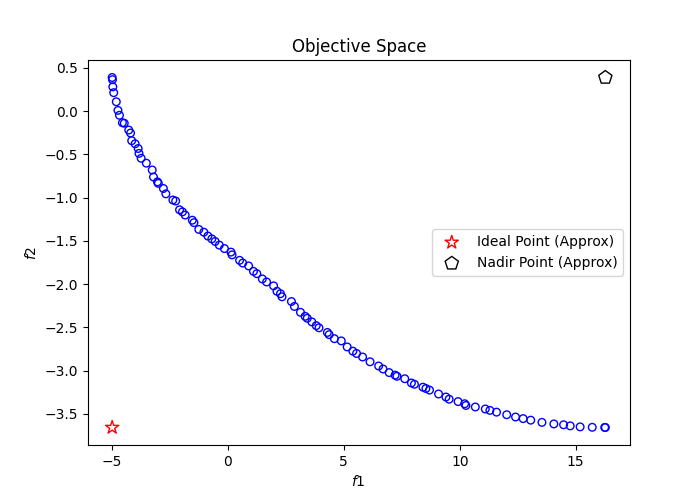 Objective Space
0.5
0.0
−0.5
−1.0
−1.5
−2.0
−2.5
−3.0
−3.5
f2
Ideal Point (Approx)
Nadir Point (Approx)
−5 0 5 10 15
f1